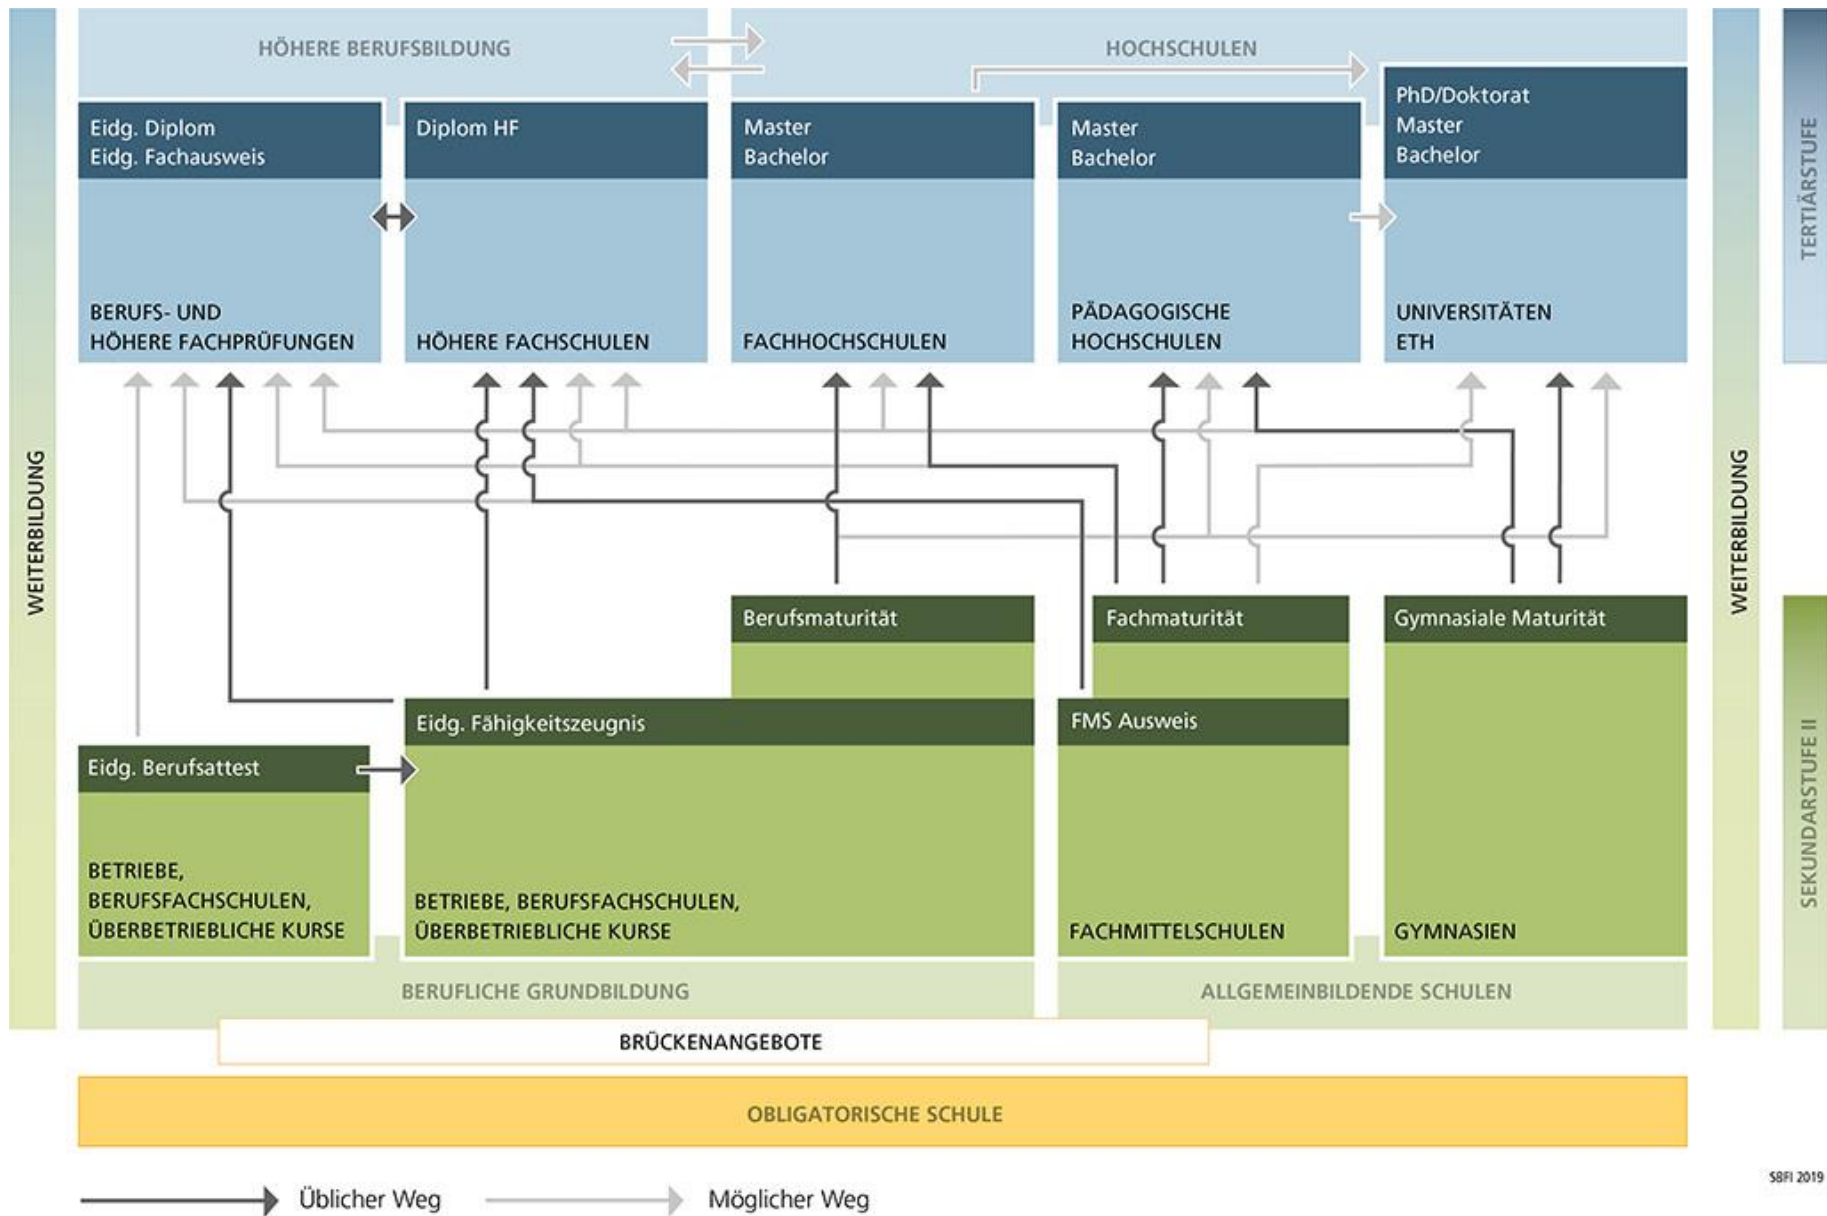 HÖHERE BERUFSBILDUNG
HOCHSCHULEN
Eidg. Diplom
Eidg. Fachausweis
BERUFS- UND
HÖHERE FACHPRÜFUNGEN
Diplom HF
HÖHERE FACHSCHULEN
Master
Bachelor
FACHHOCHSCHULEN
Master
Bachelor
PÄDAGOGISCHE
HOCHSCHULEN
PhD/Doktorat
Master
Bachelor
UNIVERSITÄTEN
ETH
TERTIÄRSTUFE
WEITERBILDUNG
WEITERBILDUNG
Berufsmaturität
Fachmaturität
Gymnasiale Maturität
Eidg. Fähigkeitszeugnis
FMS Ausweis
Eidg. Berufsattest
BETRIEBE,
BERUFSFACHSCHULEN,
ÜBERBETRIEBLICHE KURSE
BETRIEBE, BERUFSFACHSCHULEN,
ÜBERBETRIEBLICHE KURSE
FACHMITTELSCHULEN
GYMNASIEN
SEKUNDARSTUFE II
BERUFLICHE GRUNDBILDUNG
ALLGEMEINBILDENDE SCHULEN
BRÜCKENANGEBOTE
OBLIGATORISCHE SCHULE
Üblicher Weg
Möglicher Weg
SBFI 2019